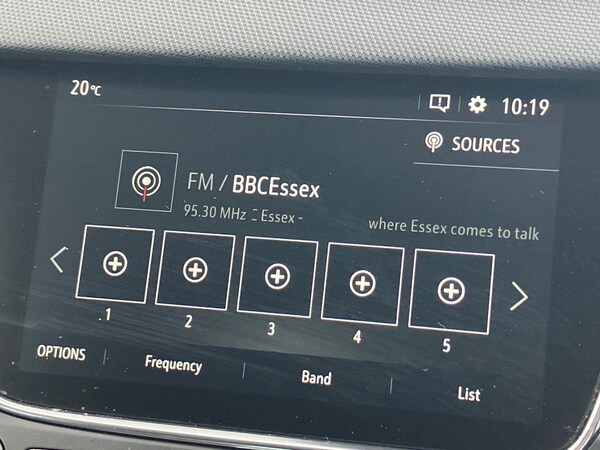 20°C
10:19
SOURCES
FM / BBCEssex
95.30 MHz - Essex -
where Essex comes to talk
1 2 3 4 5
OPTIONS Frequency Band List